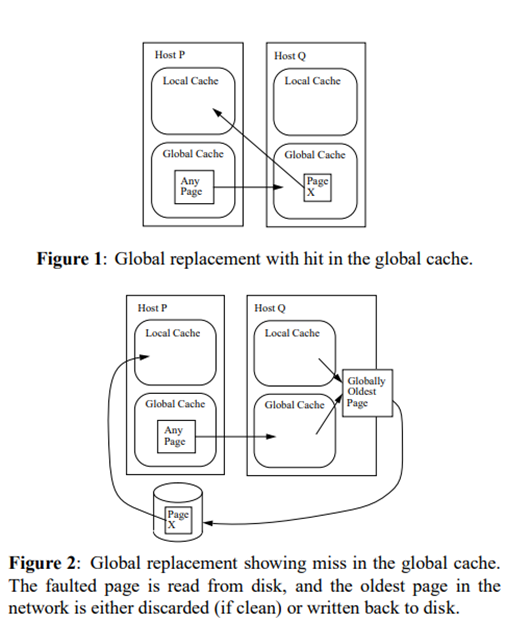 Host P
Host Q
Local Cache
Local Cache
Global Cache
Global Cache
Any
Page
Page
X
Figure 1: Global replacement with hit in the global cache.
Host P
Host Q
Local Cache
Local Cache
Globally
Oldest
Page
Global Cache
Global Cache
Any
Page
Page
X
Figure 2: Global replacement showing miss in the global cache.
The faulted page is read from disk, and the oldest page in the
network is either discarded (if clean) or written back to disk.